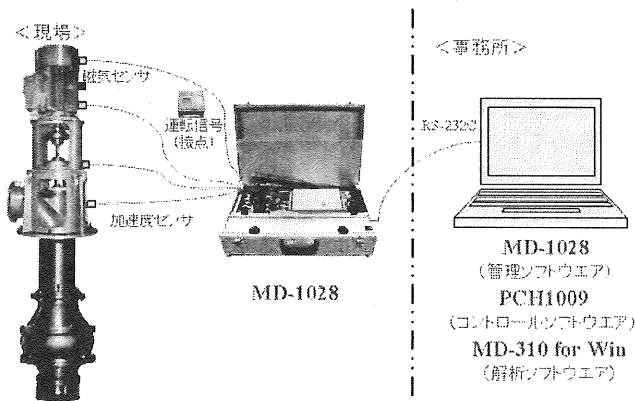 ＜現場＞
磁気センサ
運転信号
(接点)
加速度センサ
MD-1028
＜事務所＞
RS-232C
MD-1028
(管理ソフトウエア)
PCH1009
(コントロールソフトウエア)
MD-310 for Win
(解析ソフトウエア)